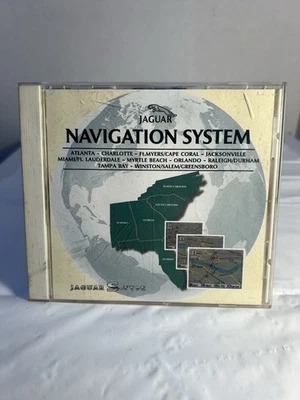 JAGUAR
NAVIGATION SYSTEM
ATLANTA - CHARLOTTE - FT.MYERS/CAPE CORAL - JACKSONVILLE
MIAMI/FT. LAUDERDALE - MYRTLE BEACH - ORLANDO - RALEIGH/DURHAM
TAMPA BAY - WINSTON/SALEM/GREENSBORO
JAGUAR S-TYPE